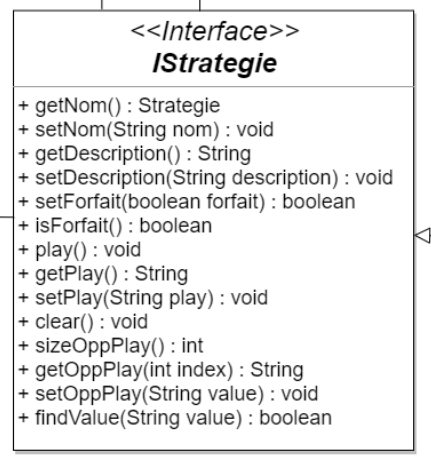 <<Interface>>
IStrategie
+ getNom() : Strategie
+ setNom(String nom) : void
+ getDescription() : String
+ setDescription(String description) : void
+ setForfait(boolean forfait) : boolean
+ isForfait() : boolean
+ play() : void
+ getPlay() : String
+ setPlay(String play) : void
+ clear() : void
+ sizeOppPlay() : int
+ getOppPlay(int index) : String
+ setOppPlay(String value) : void
+ findValue(String value) : boolean